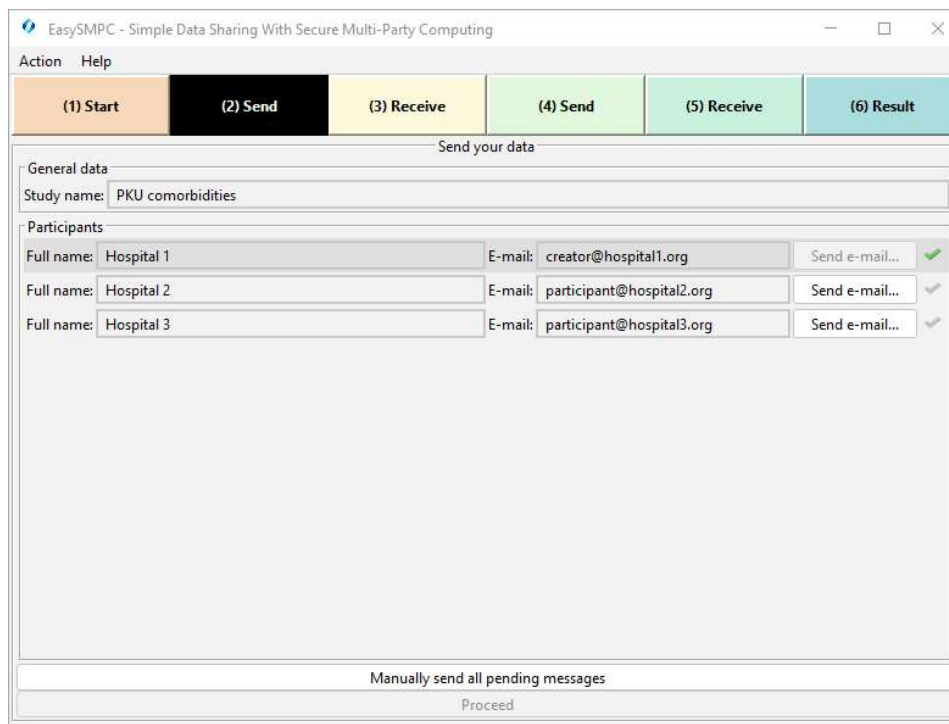 EasySMPC - Simple Data Sharing With Secure Multi-Party Computing
Action Help
(1) Start (2) Send (3) Receive (4) Send (5) Receive (6) Result
Send your data
General data
Study name: PKU comorbidities
Participants
Full name: Hospital 1 E-mail: creator@hospital1.org Send e-mail...
Full name: Hospital 2 E-mail: participant@hospital2.org Send e-mail...
Full name: Hospital 3 E-mail: participant@hospital3.org Send e-mail...
Manually send all pending messages
Proceed